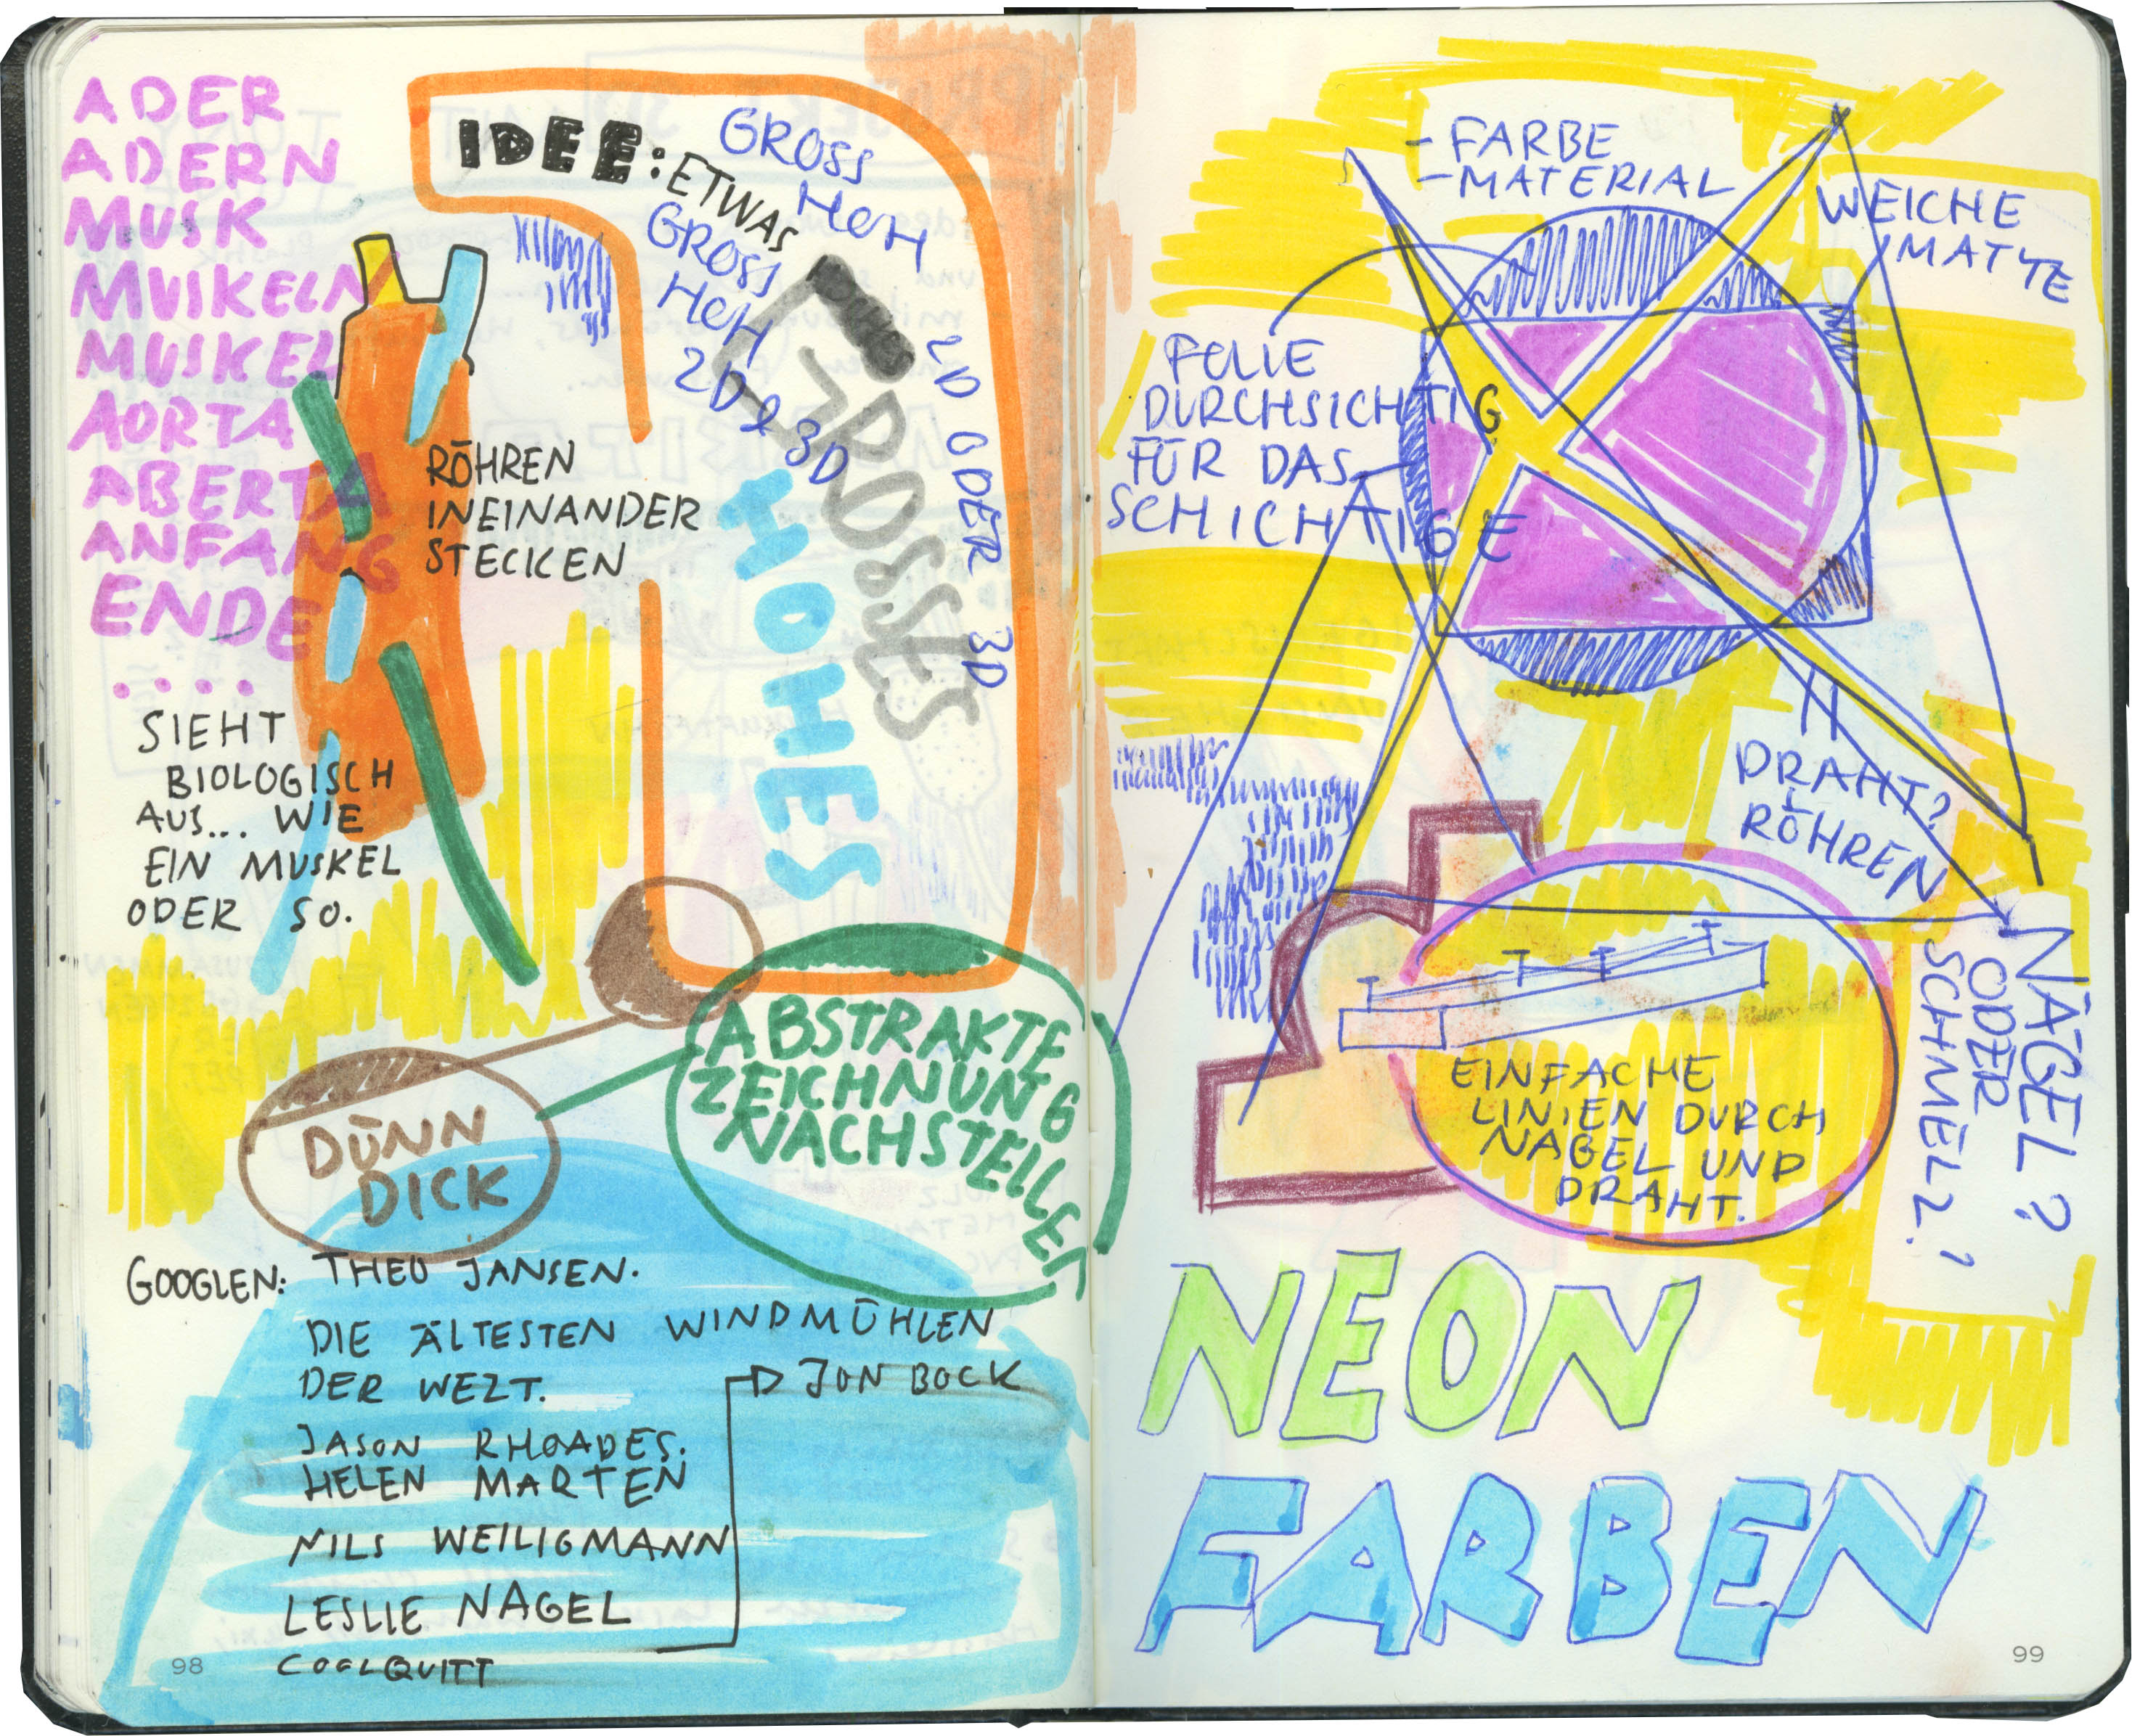 ADER
ADERN
MUSK
MUSKELN
MUSKEL
AORTA
ABERTA
ANFANG
ENDE
....
SIEHT
BIOLOGISCH
AUS... WIE
EIN MUSKEL
ODER SO.
RÖHREN
INEINANDER
STECKEN
IDEE: ETWAS
GROSS
HOH
2D & 3D
GROSS
HOH
2D ODER 3D
GROSSES
HOHES
DÜNN
DICK
ABSTRAKTE
ZEICHNUNG
NACHSTELLEN
GOOGLEN: THEO JANSEN.
DIE ÄLTESTEN WINDMÜHLEN
DER WELT.
JON BOCK
JASON RHOADES.
HELEN MARTEN
NILS WEILIGMANN
LESLIE NAGEL
COOLQUITT
98
- FARBE
- MATERIAL
WEICHE
MATTE
FOLIE
DURCHSICHTIG
FÜR DAS
SCHICHTIGE
DRAHT?
RÖHREN
NÄGEL?
ODER
SCHMELZ?
EINFACHE
LINIEN DURCH
NAGEL UND
DRAHT.
NEON
FARBEN
99